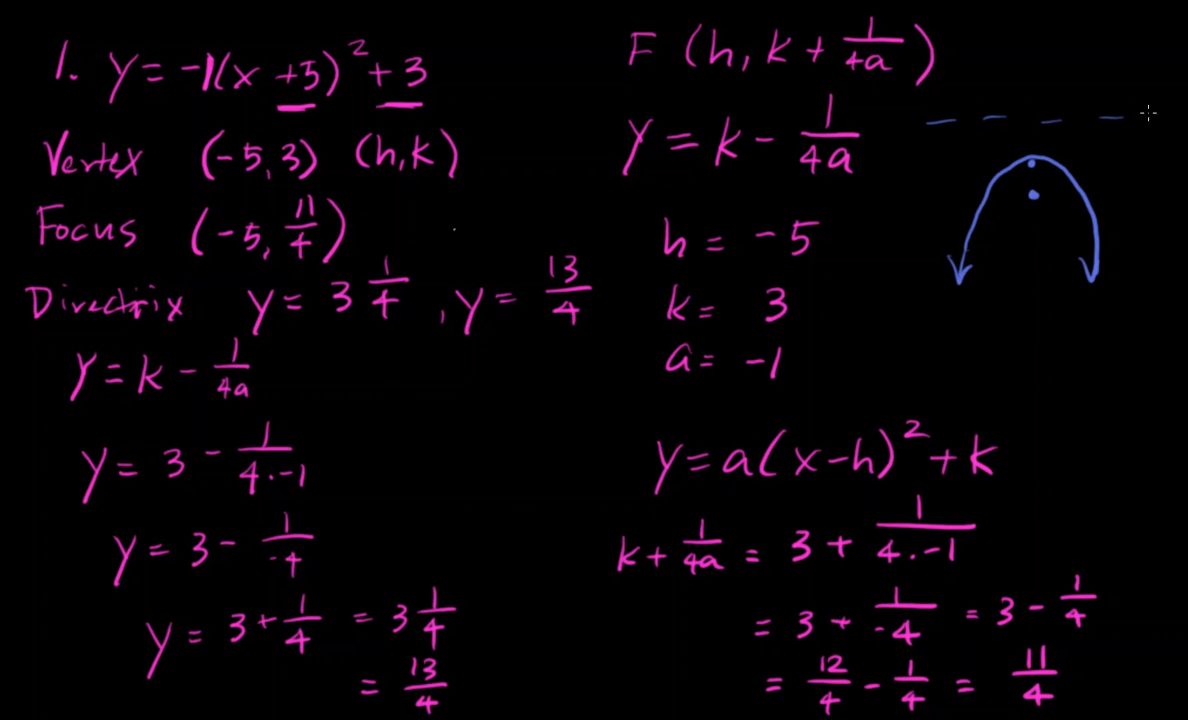 1. y = -1(x +5)² + 3
Vertex (-5, 3) (h, k)
Focus (-5, 11/4)
Directrix y = 3 1/4 , y = 13/4
y = k - 1/4a
y = 3 - 1/4·-1
y = 3 - 1/-4
y = 3 + 1/4 = 3 1/4
= 13/4
F (h, k + 1/4a)
y = k - 1/4a
h = -5
k = 3
a = -1
y = a(x-h)² + k
k + 1/4a = 3 + 1/4·-1
= 3 + 1/-4 = 3 - 1/4
= 12/4 - 1/4 = 11/4